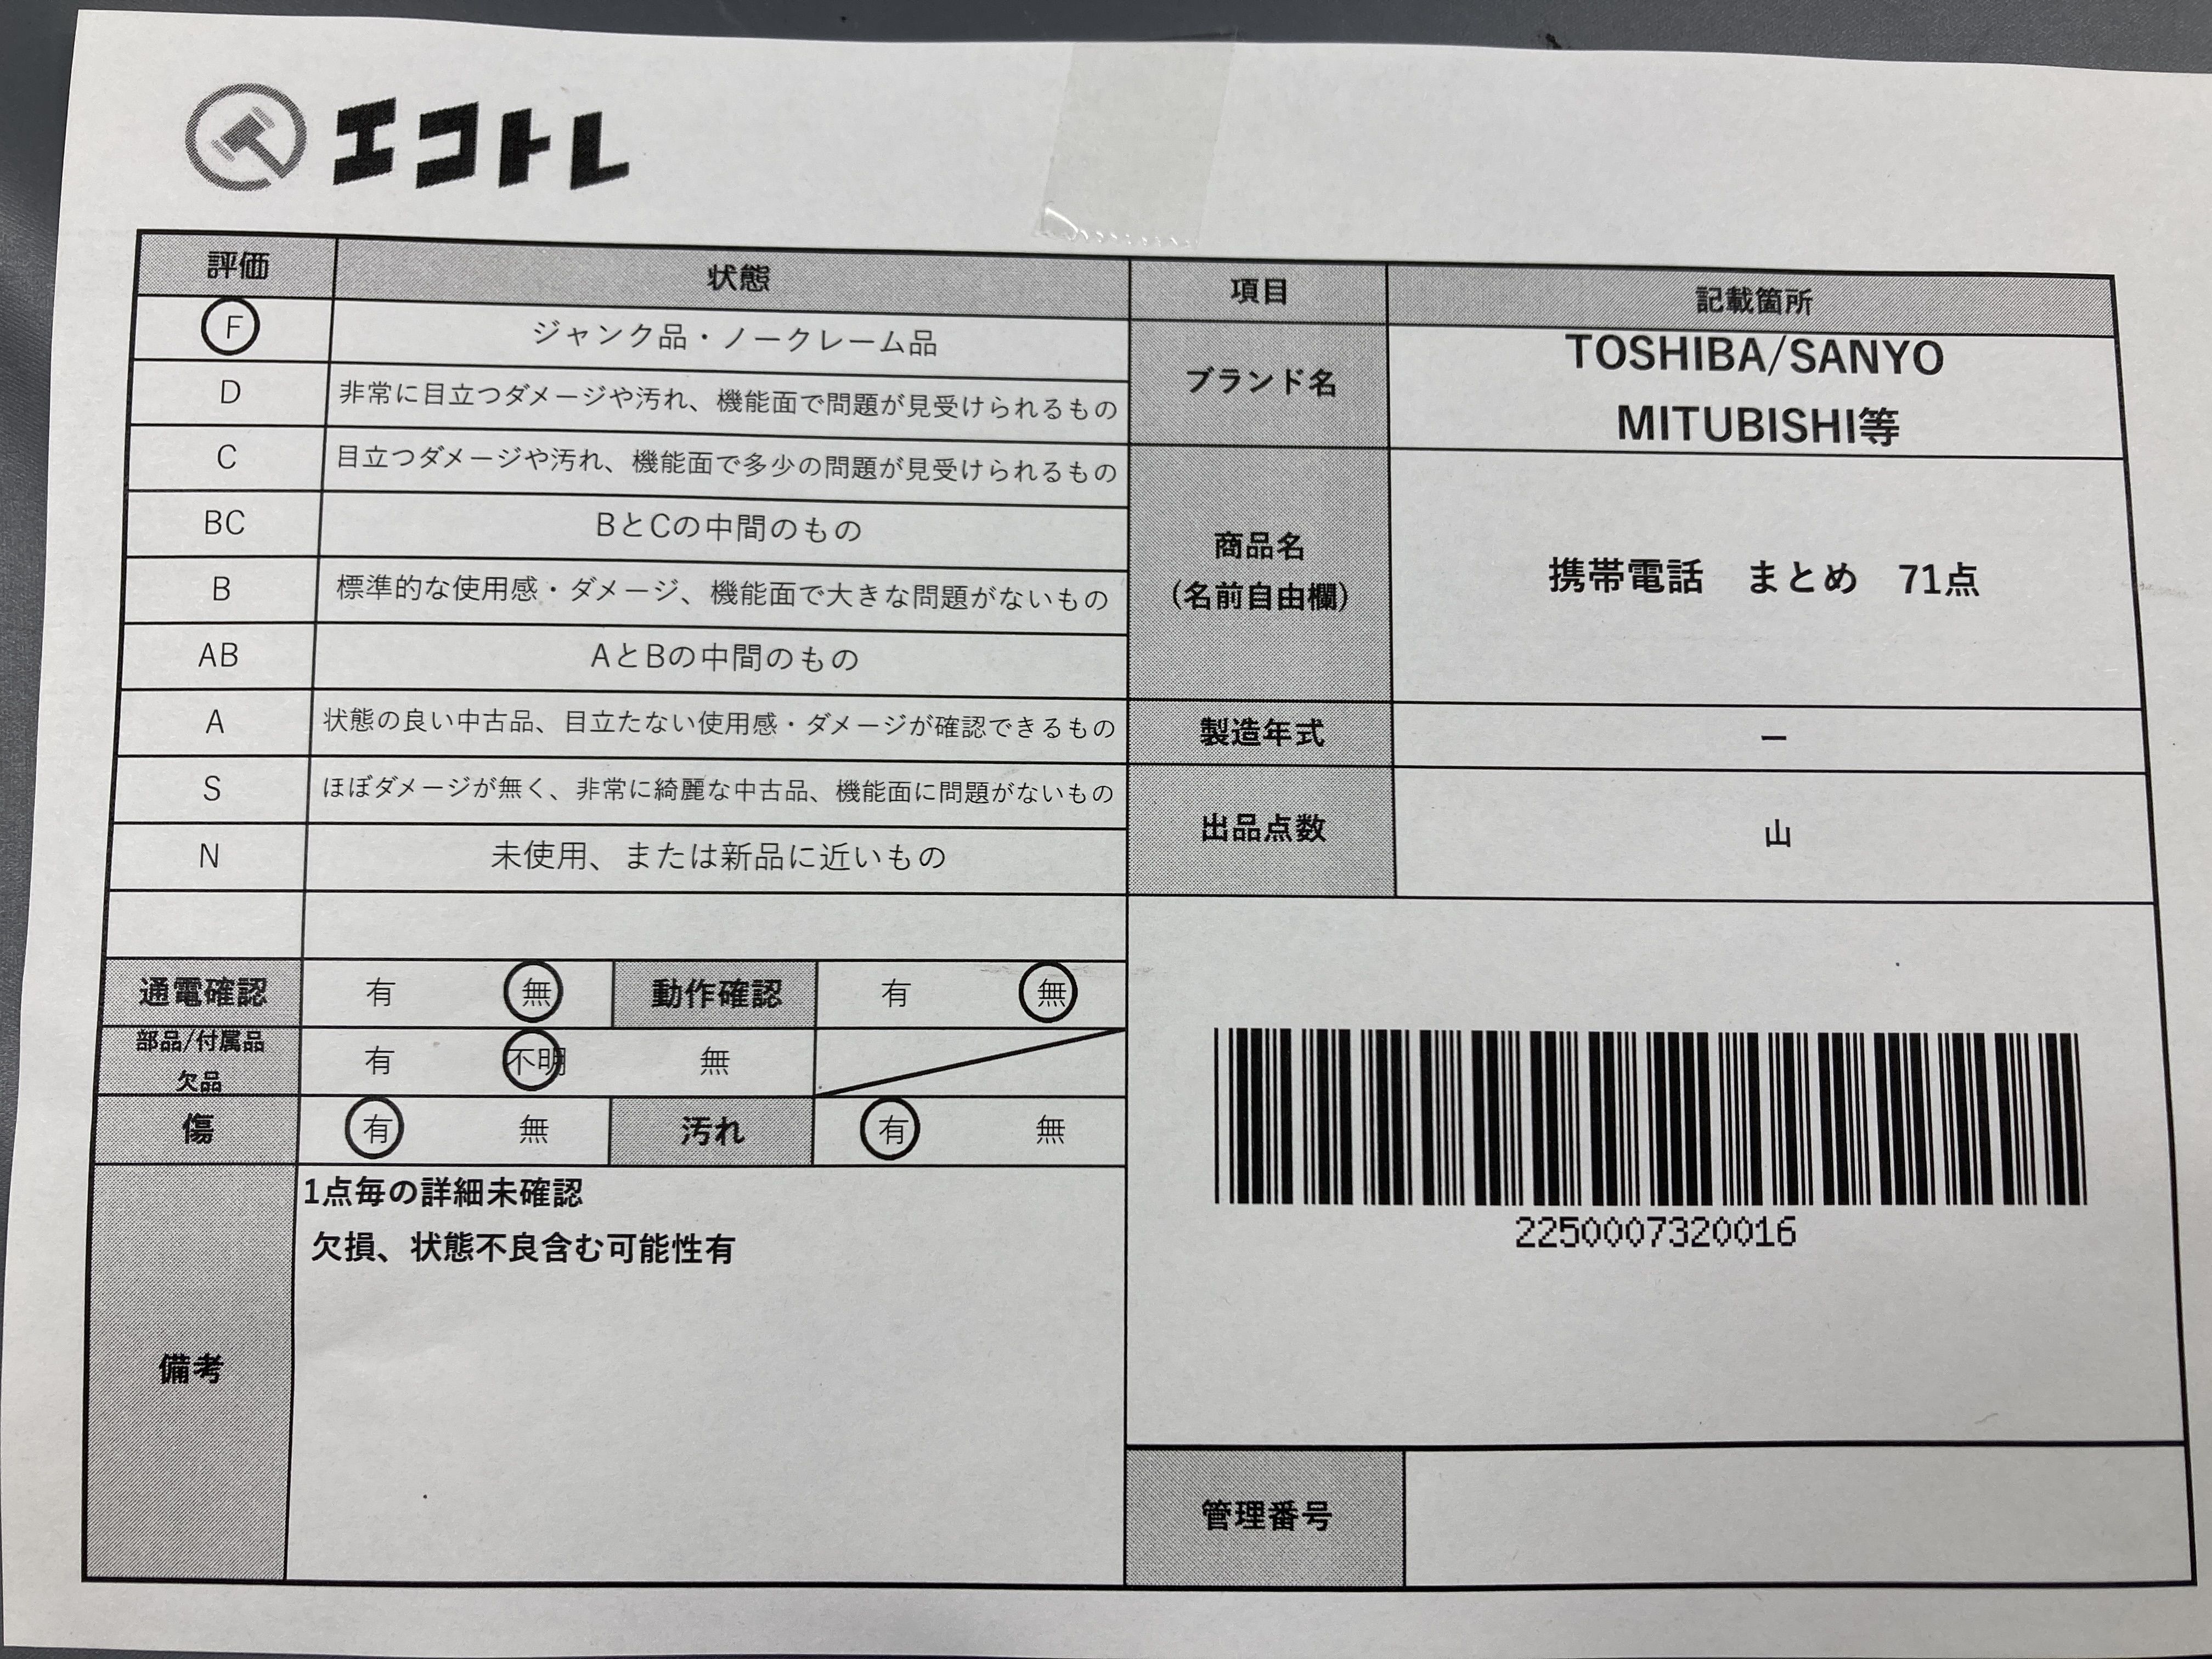 エコトレ
評価 状態 項目 記載箇所
F ジャンク品・ノークレーム品
D 非常に目立つダメージや汚れ、機能面で問題が見受けられるもの
C 目立つダメージや汚れ、機能面で多少の問題が見受けられるもの
BC BとCの中間のもの
B 標準的な使用感・ダメージ、機能面で大きな問題がないもの
AB AとBの中間のもの
A 状態の良い中古品、目立たない使用感・ダメージが確認できるもの
S ほぼダメージが無く、非常に綺麗な中古品、機能面に問題がないもの
N 未使用、または新品に近いもの
ブランド名 TOSHIBA/SANYO
MITUBISHI等
商品名
(名前自由欄)
携帯電話　まとめ　71点
製造年式 ー
出品点数 山
通電確認 有 無 動作確認 有 無
部品/付属品
欠品
有 不明 無
傷 有 無 汚れ 有 無
備考
1点毎の詳細未確認
欠損、状態不良含む可能性有
2250007320016
管理番号